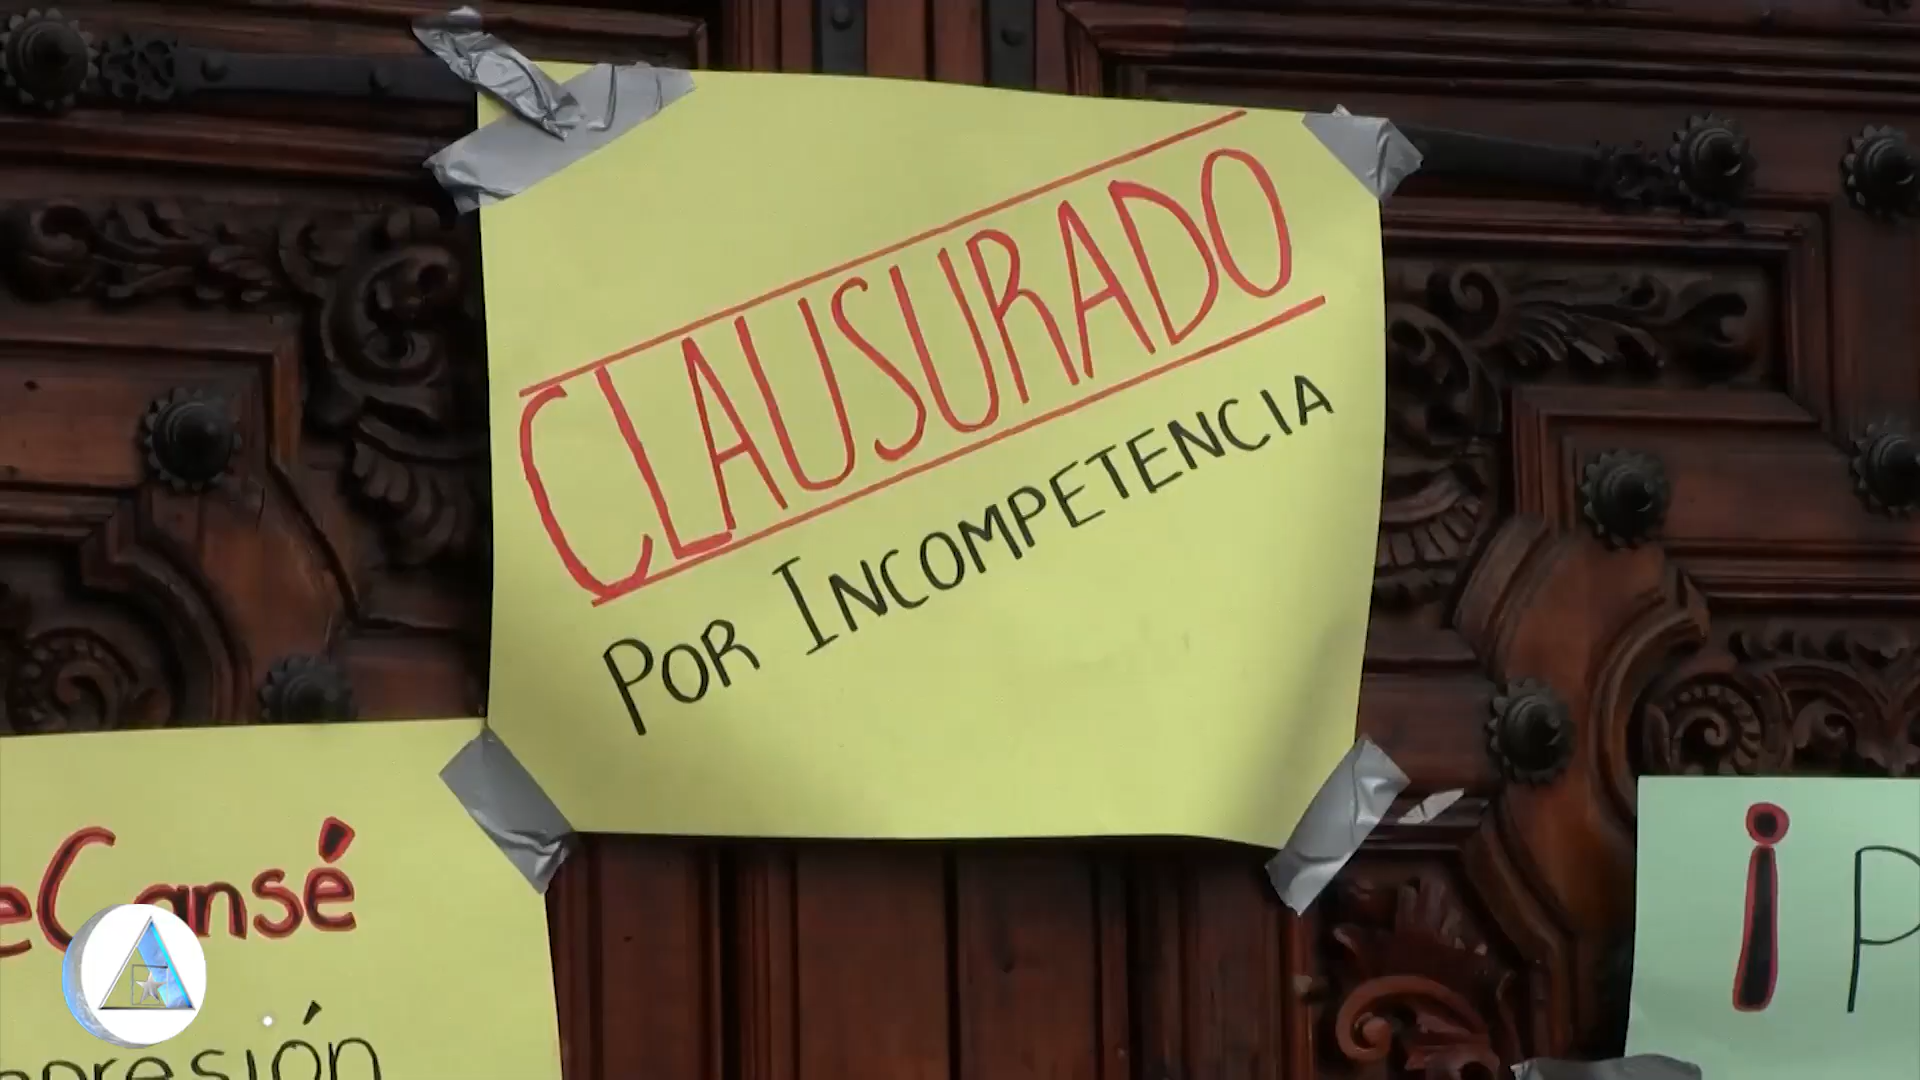 CLAUSURADO
POR INCOMPETENCIA
eCansé
presión
¡P